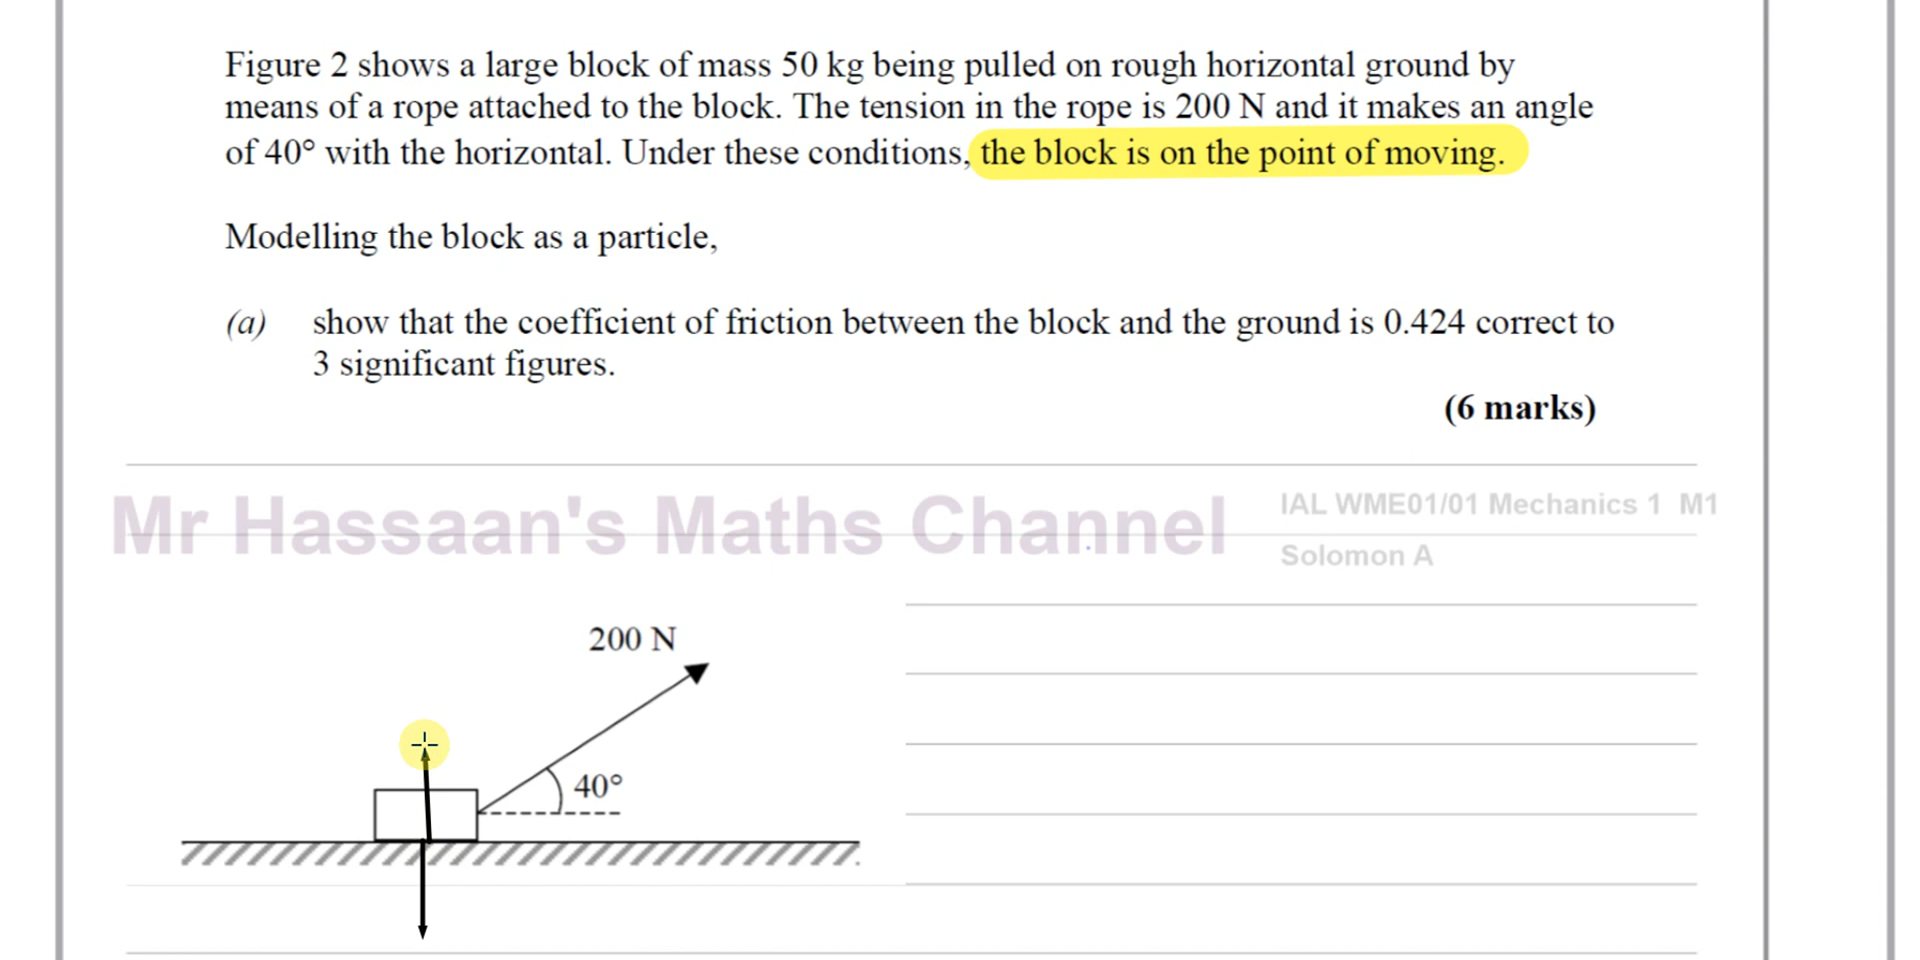 Figure 2 shows a large block of mass 50 kg being pulled on rough horizontal ground by
means of a rope attached to the block. The tension in the rope is 200 N and it makes an angle
of 40° with the horizontal. Under these conditions, the block is on the point of moving.
Modelling the block as a particle,
(a) show that the coefficient of friction between the block and the ground is 0.424 correct to
3 significant figures.
(6 marks)
Mr Hassaan's Maths Channel
IAL WME01/01 Mechanics 1 M1
Solomon A
200 N
40°